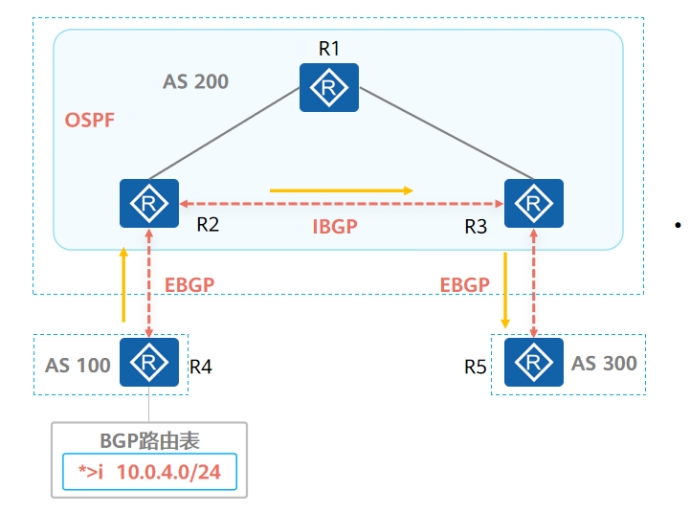 R1
AS 200
OSPF
R
R
R
R2
IBGP
R3
EBGP
EBGP
AS 100
R
R4
R5
R
AS 300
BGP路由表
*>i 10.0.4.0/24